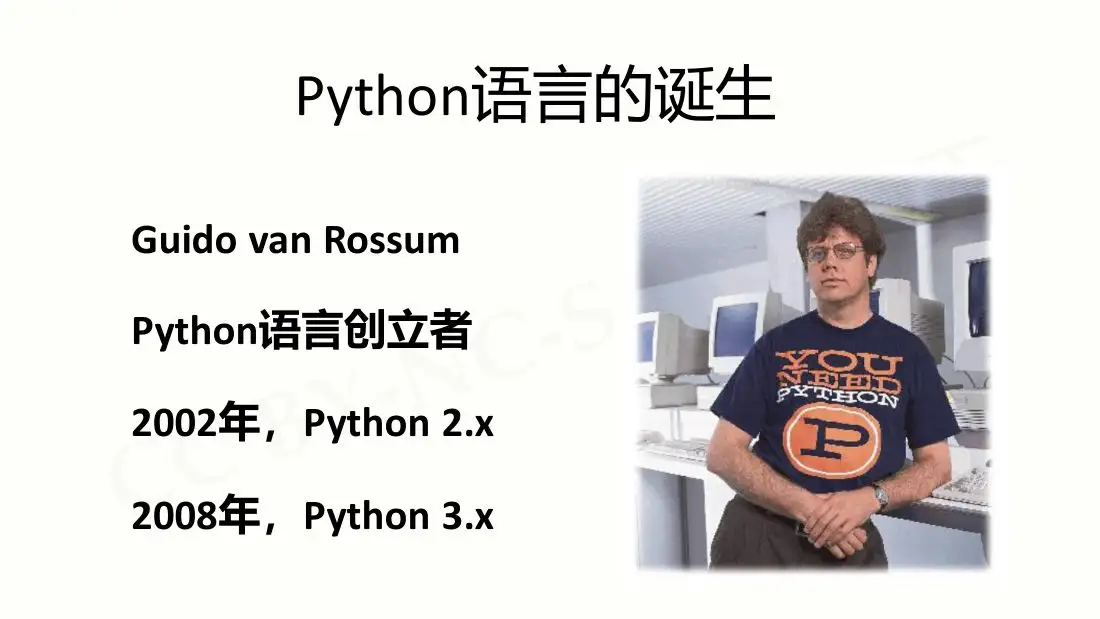 Python语言的诞生
Guido van Rossum
Python语言创立者
2002年，Python 2.x
2008年，Python 3.x
YOU
NEED
PYTHON
P